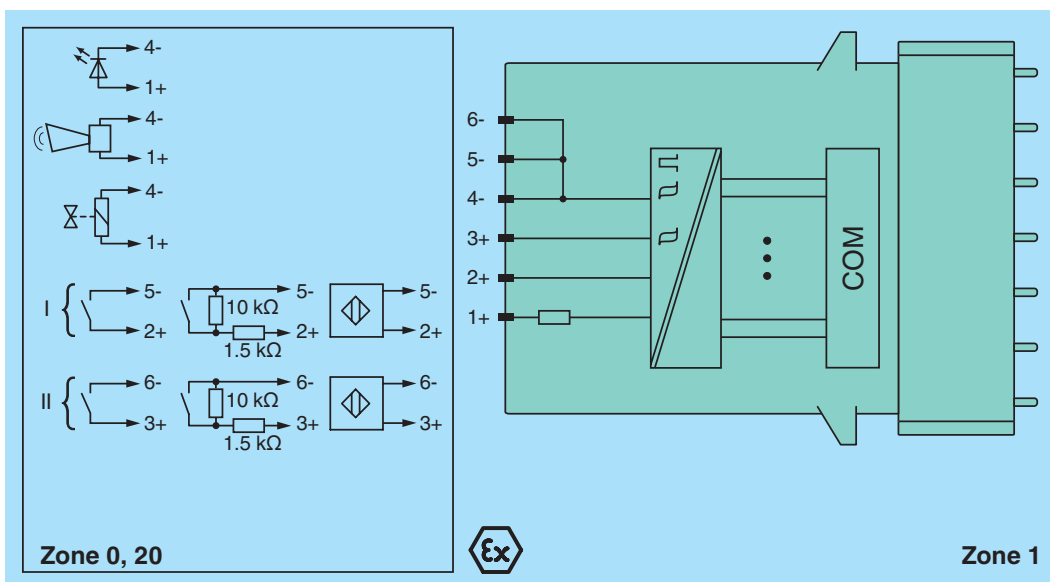 4-
1+
4-
1+
4-
1+
I
5-
2+
10 kΩ
1.5 kΩ
5-
2+
5-
2+
II
6-
3+
10 kΩ
1.5 kΩ
6-
3+
6-
3+
6-
5-
4-
3+
2+
1+
COM
Zone 0, 20
Ex
Zone 1